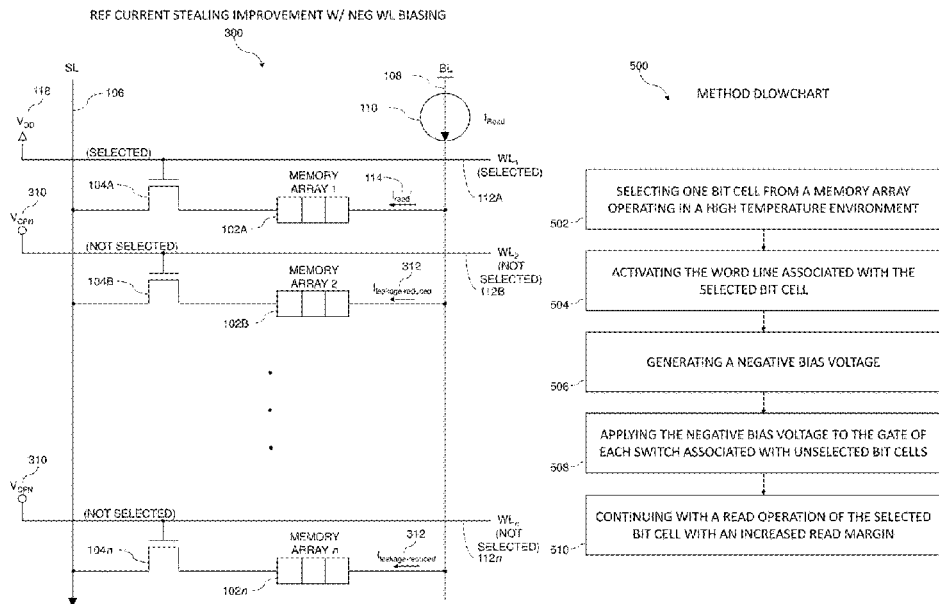 REF CURRENT STEALING IMPROVEMENT W/ NEG WL BIASING
300
SL
BL
118
106
108
VDD
110
IRead
(SELECTED)
WL1
(SELECTED)
310
104A
MEMORY
ARRAY 1
114
Iread
112A
102A
(NOT SELECTED)
WL2
(NOT
SELECTED)
104B
MEMORY
ARRAY 2
312
Ileakage-reduced
112B
102B
310
(NOT SELECTED)
WLn
(NOT
SELECTED)
104n
MEMORY
ARRAY n
312
Ileakage-reduced
112n
102n
500
METHOD DLOWCHART
SELECTING ONE BIT CELL FROM A MEMORY ARRAY
OPERATING IN A HIGH TEMPERATURE ENVIRONMENT
502
ACTIVATING THE WORD LINE ASSOCIATED WITH THE
SELECTED BIT CELL
504
GENERATING A NEGATIVE BIAS VOLTAGE
506
APPLYING THE NEGATIVE BIAS VOLTAGE TO THE GATE OF
EACH SWITCH ASSOCIATED WITH UNSELECTED BIT CELLS
508
CONTINUING WITH A READ OPERATION OF THE SELECTED
BIT CELL WITH AN INCREASED READ MARGIN
510